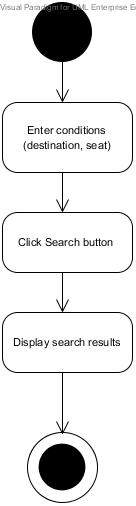 Visual Paradigm for UML Enterprise Ed
Enter conditions
(destination, seat)
Click Search button
Display search results